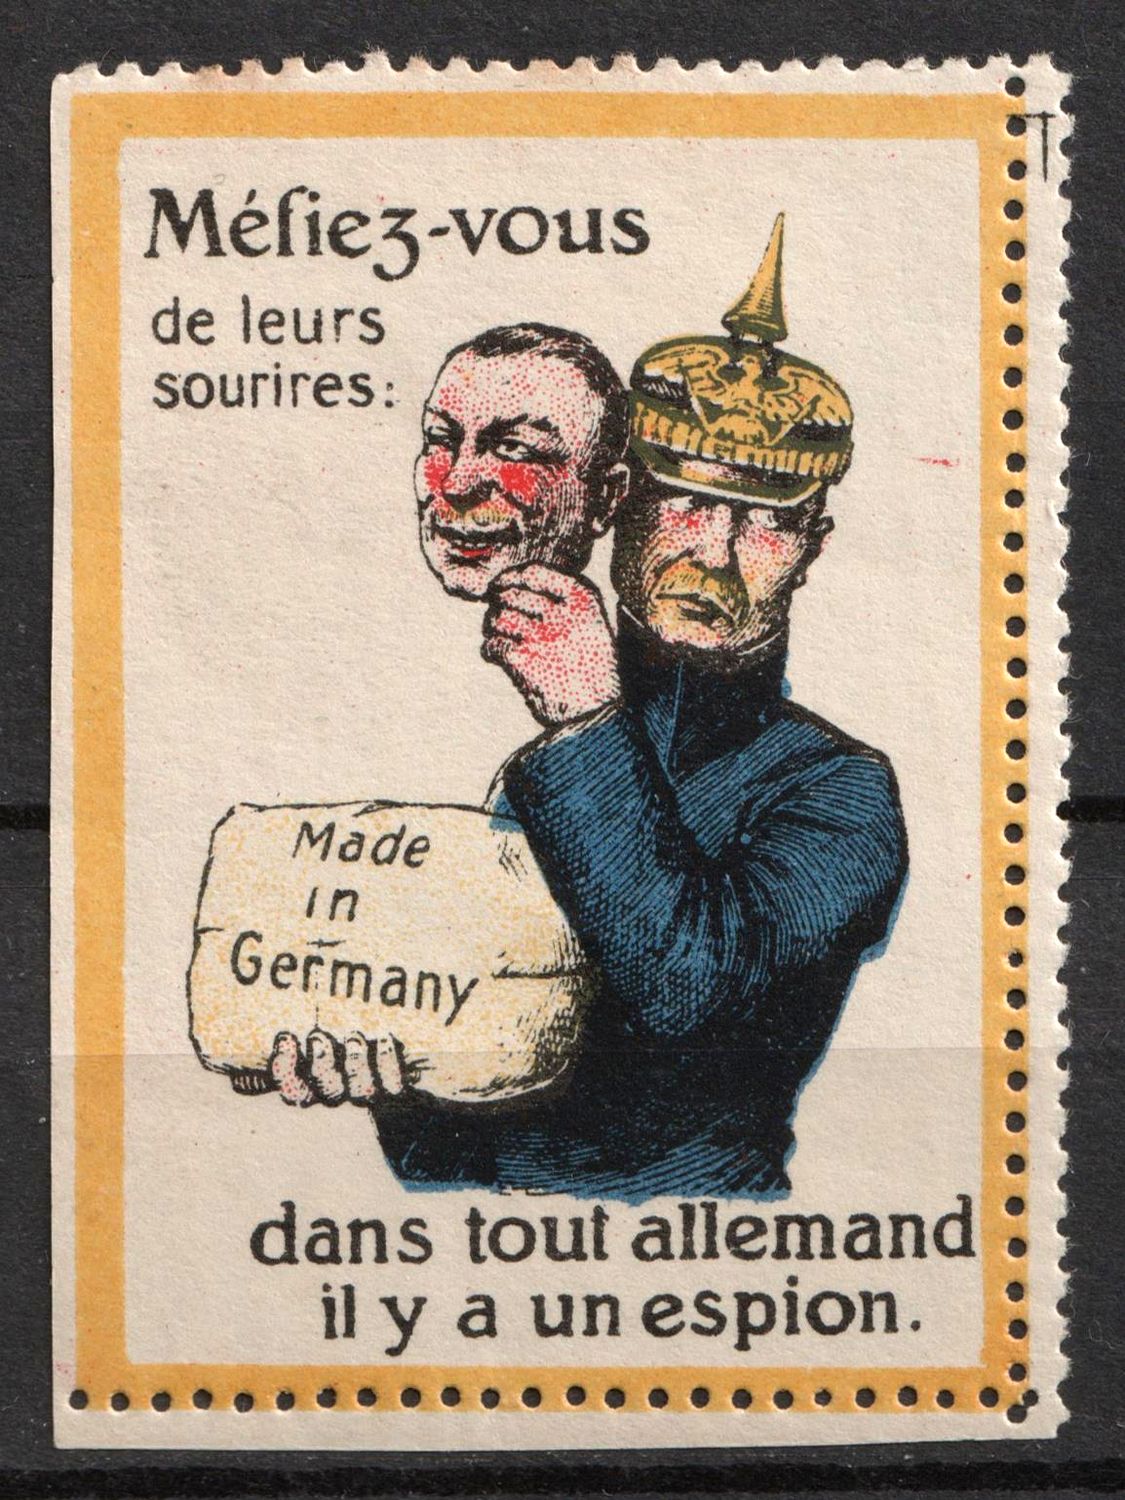 Méfiez-vous
de leurs
sourires:
Made
in
Germany
dans tout allemand
il y a un espion.